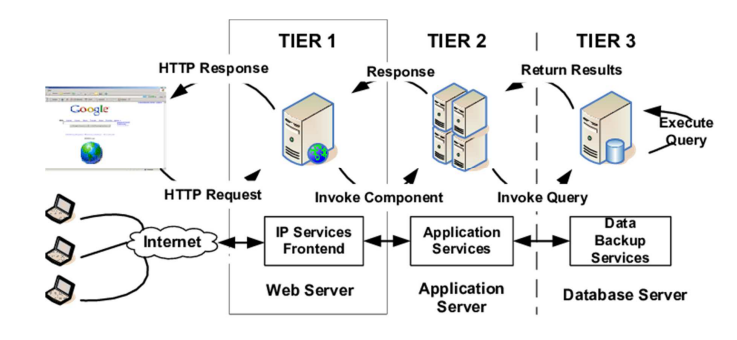 TIER 1
TIER 2
TIER 3
HTTP Response
Response
Return Results
Google
Execute
Query
HTTP Request
Invoke Component
Invoke Query
Internet
IP Services
Frontend
Application
Services
Data
Backup
Services
Web Server
Application
Server
Database Server